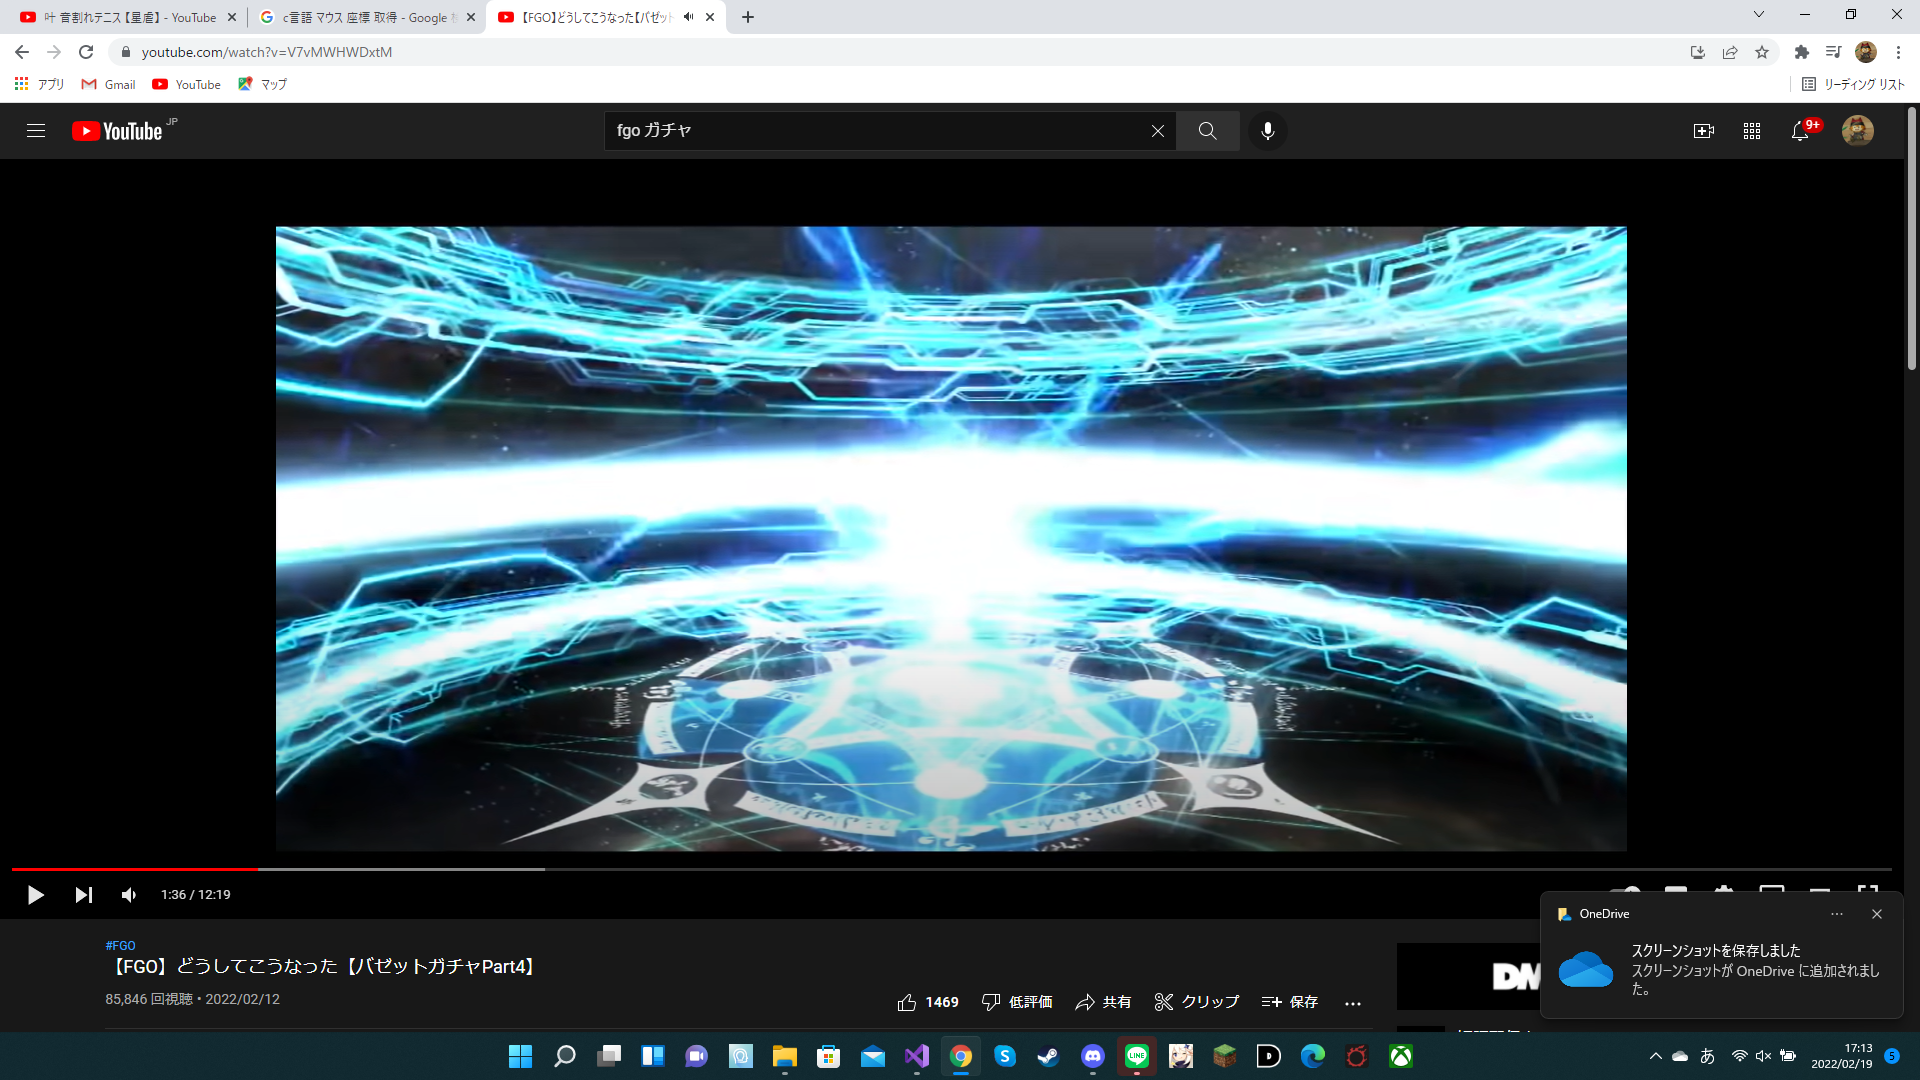 叶 音割れテニス【星虐】 - YouTube
c言語 マウス 座標 取得 - Google 検
【FGO】どうしてこうなった【バゼット
youtube.com/watch?v=V7vMWHWDxtM
アプリ
Gmail
YouTube
マップ
リーディング リスト
YouTube JP
fgo ガチャ
9+
1:36 / 12:19
#FGO
【FGO】どうしてこうなった【バゼットガチャPart4】
85,846 回視聴・2022/02/12
1469
低評価
共有
クリップ
保存
DM
OneDrive
スクリーンショットを保存しました
スクリーンショットが OneDrive に追加されまし
た。
LINE
あ
17:13
2022/02/19
5